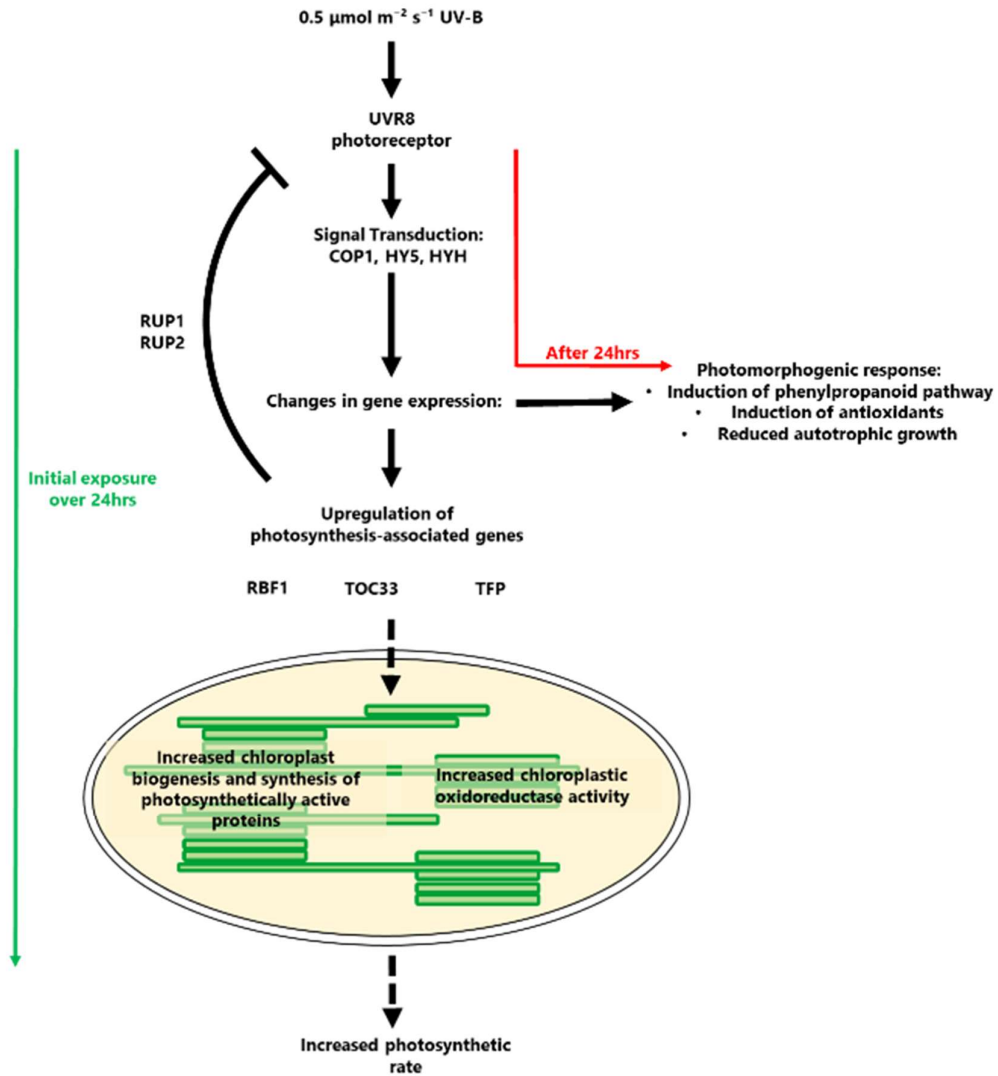 0.5 µmol m⁻² s⁻¹ UV-B
UVR8
photoreceptor
Signal Transduction:
COP1, HY5, HYH
RUP1
RUP2
After 24hrs
Photomorphogenic response:
• Induction of phenylpropanoid pathway
• Induction of antioxidants
• Reduced autotrophic growth
Changes in gene expression:
Initial exposure
over 24hrs
Upregulation of
photosynthesis-associated genes
RBF1 TOC33 TFP
Increased chloroplast
biogenesis and synthesis of
photosynthetically active
proteins
Increased chloroplastic
oxidoreductase activity
Increased photosynthetic
rate